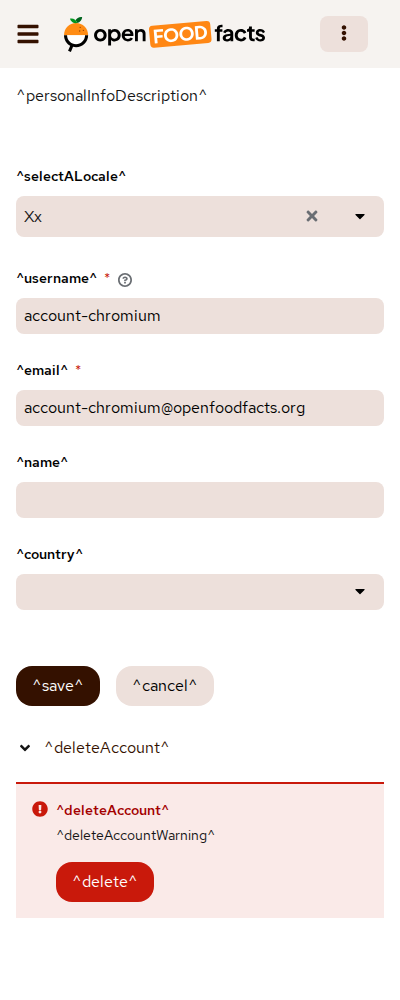 open FOOD facts
^personalInfoDescription^
^selectALocale^
Xx
^username^ *
account-chromium
^email^ *
account-chromium@openfoodfacts.org
^name^
^country^
^save^ ^cancel^
^deleteAccount^
^deleteAccount^
^deleteAccountWarning^
^delete^